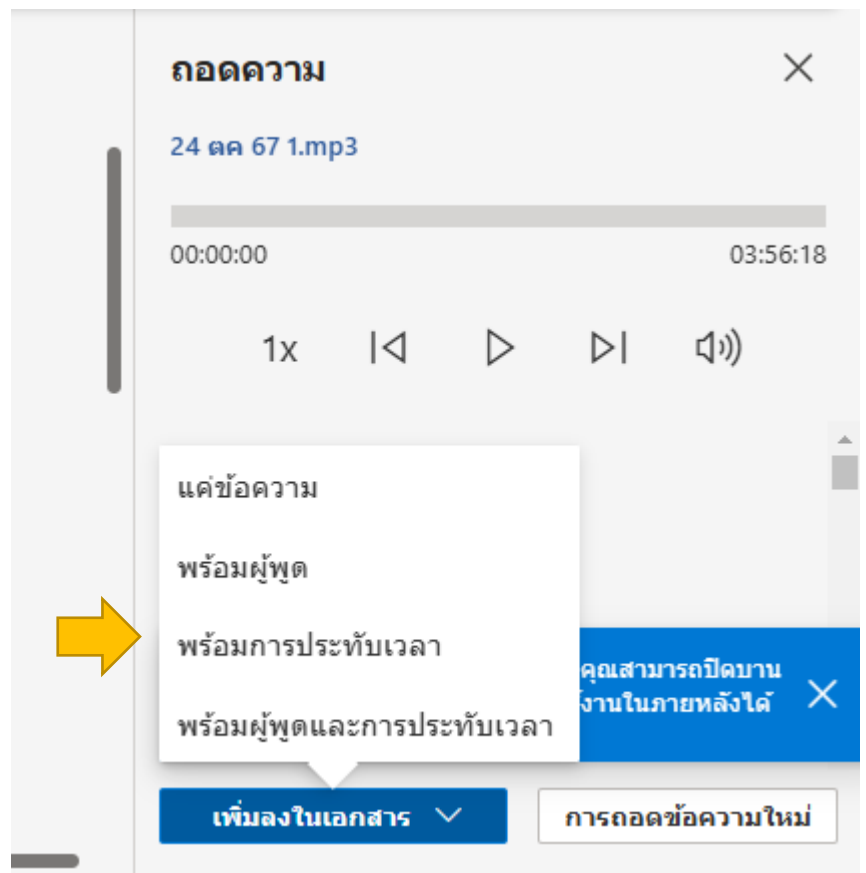 ถอดความ
24 ตค 67 1.mp3
00:00:00 03:56:18
1x
แค่ข้อความ
พร้อมผู้พูด
พร้อมการประทับเวลา
พร้อมผู้พูดและการประทับเวลา
คุณสามารถปิดบาน
งานในภายหลังได้
เพิ่มลงในเอกสาร
การถอดข้อความใหม่